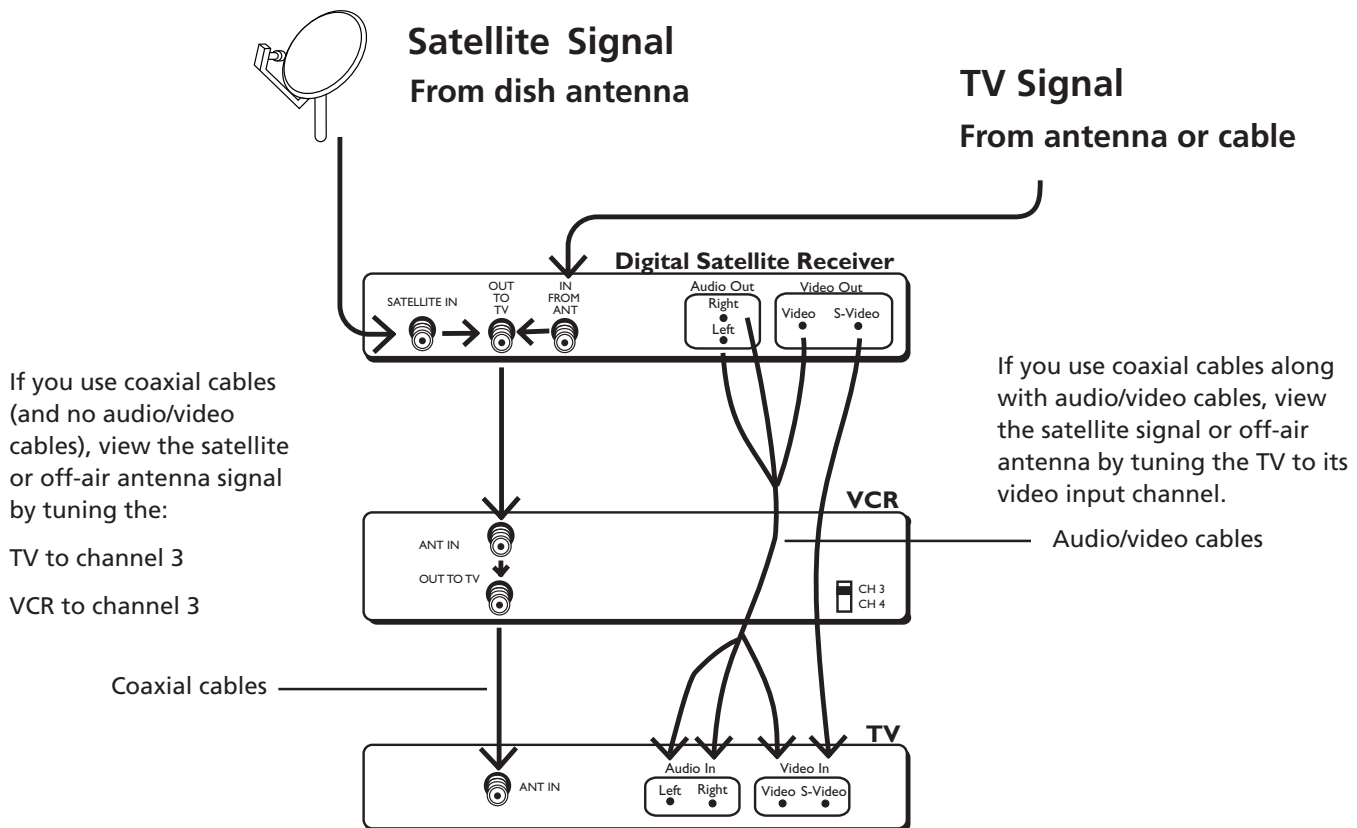 Satellite Signal
From dish antenna
TV Signal
From antenna or cable
Digital Satellite Receiver
SATELLITE IN
OUT
TO
TV
IN
FROM
ANT
Audio Out
Right
Left
Video Out
Video
S-Video
If you use coaxial cables
(and no audio/video
cables), view the satellite
or off-air antenna signal
by tuning the:
TV to channel 3
VCR to channel 3
If you use coaxial cables along
with audio/video cables, view
the satellite signal or off-air
antenna by tuning the TV to its
video input channel.
VCR
ANT IN
OUT TO TV
CH 3
CH 4
Audio/video cables
Coaxial cables
TV
ANT IN
Audio In
Left Right
Video In
Video S-Video